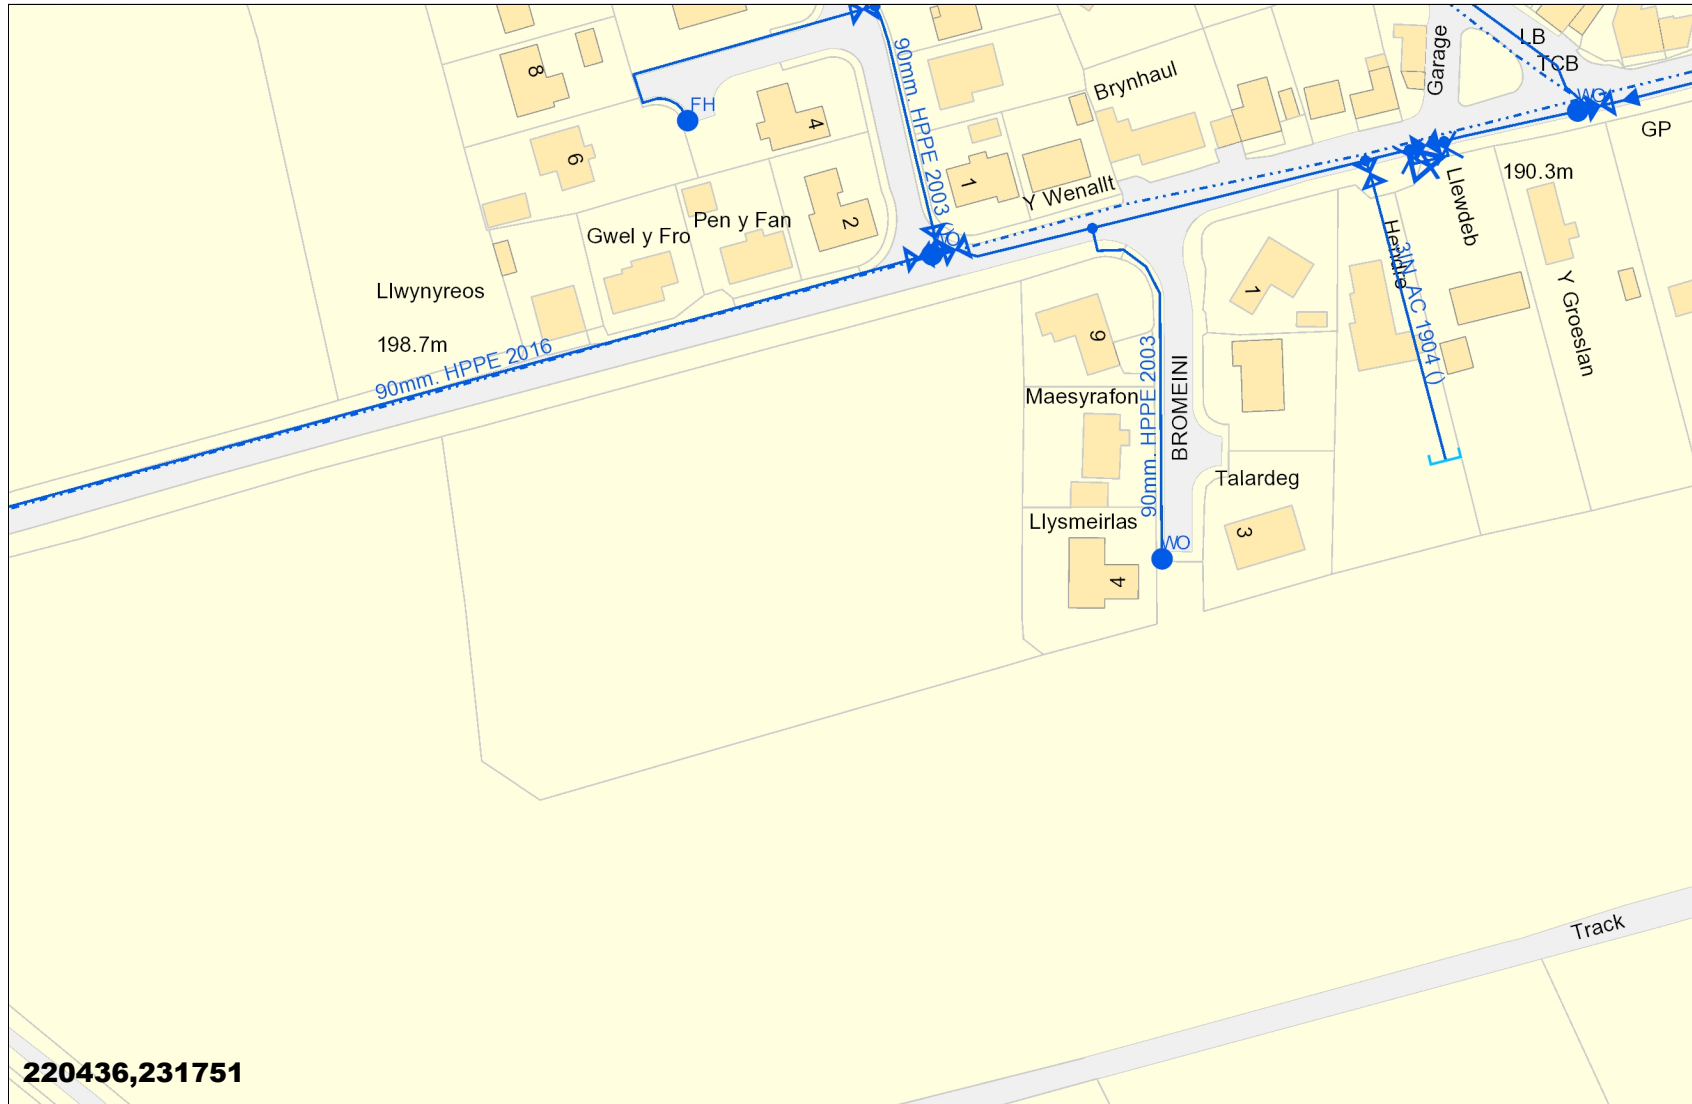 LB
TCB
Garage
8
FH
4
90mm. HPPE 2003 (
Brynhaul
WO
GP
6
1
Y Wenallt
190.3m
Llewdeb
Pen y Fan
2
Gwel y Fro
Hendre
3IN. AC 1904 ()
Llwynyreos
1
Y Groeslan
198.7m
90mm. HPPE 2016
9
90mm. HPPE 2003
BROMEINI
Maesyrafon
Talardeg
Llysmeirlas
3
WO
4
Track
220436,231751